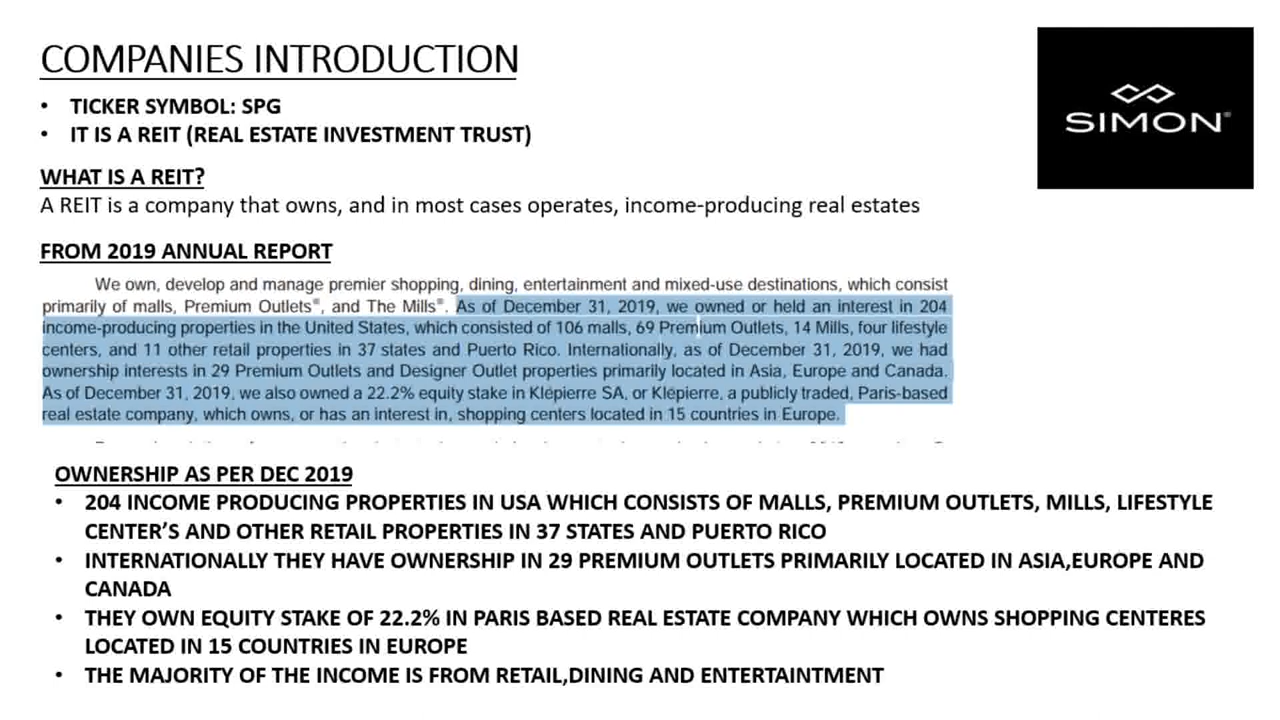 COMPANIES INTRODUCTION
• TICKER SYMBOL: SPG
• IT IS A REIT (REAL ESTATE INVESTMENT TRUST)
SIMON®
WHAT IS A REIT?
A REIT is a company that owns, and in most cases operates, income-producing real estates
FROM 2019 ANNUAL REPORT
We own, develop and manage premier shopping, dining, entertainment and mixed-use destinations, which consist
primarily of malls, Premium Outlets®, and The Mills®. As of December 31, 2019, we owned or held an interest in 204
income-producing properties in the United States, which consisted of 106 malls, 69 Premium Outlets, 14 Mills, four lifestyle
centers, and 11 other retail properties in 37 states and Puerto Rico. Internationally, as of December 31, 2019, we had
ownership interests in 29 Premium Outlets and Designer Outlet properties primarily located in Asia, Europe and Canada.
As of December 31, 2019, we also owned a 22.2% equity stake in Klépierre SA, or Klépierre, a publicly traded, Paris-based
real estate company, which owns, or has an interest in, shopping centers located in 15 countries in Europe.
OWNERSHIP AS PER DEC 2019
• 204 INCOME PRODUCING PROPERTIES IN USA WHICH CONSISTS OF MALLS, PREMIUM OUTLETS, MILLS, LIFESTYLE
CENTER’S AND OTHER RETAIL PROPERTIES IN 37 STATES AND PUERTO RICO
• INTERNATIONALLY THEY HAVE OWNERSHIP IN 29 PREMIUM OUTLETS PRIMARILY LOCATED IN ASIA,EUROPE AND
CANADA
• THEY OWN EQUITY STAKE OF 22.2% IN PARIS BASED REAL ESTATE COMPANY WHICH OWNS SHOPPING CENTERES
LOCATED IN 15 COUNTRIES IN EUROPE
• THE MAJORITY OF THE INCOME IS FROM RETAIL,DINING AND ENTERTAINTMENT